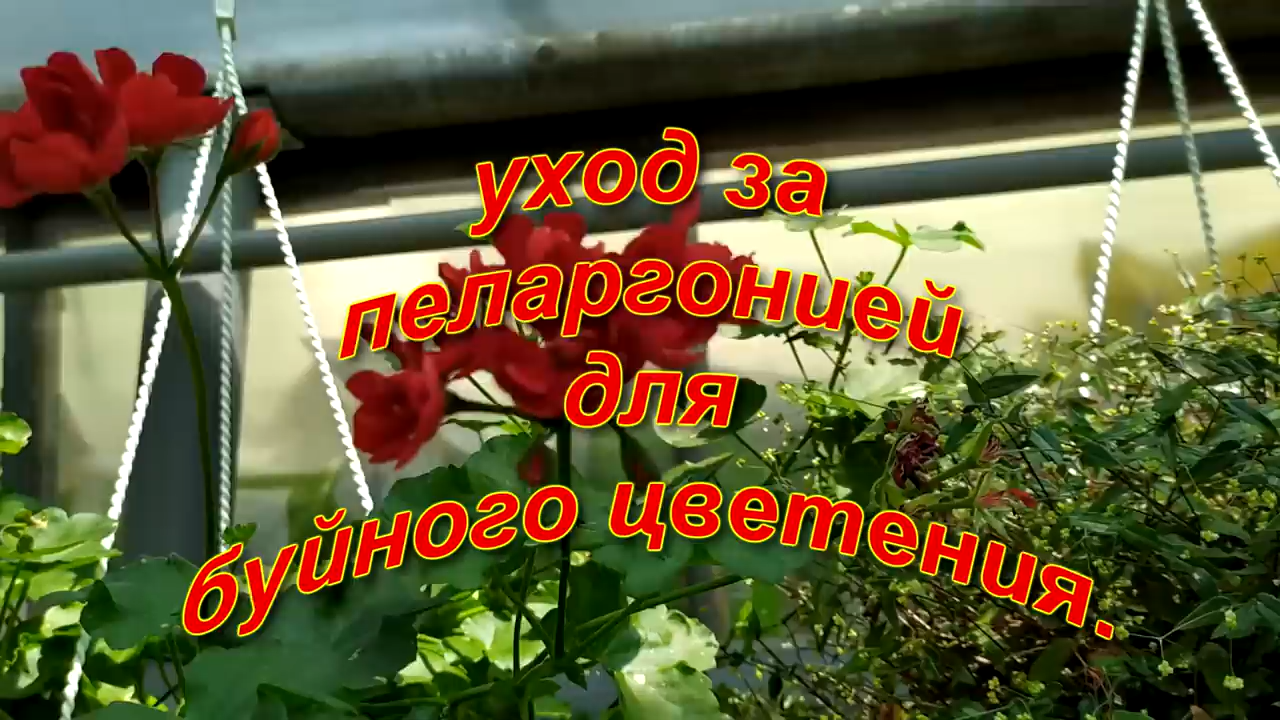 уход за
пеларгонией
для
буйного цветения.